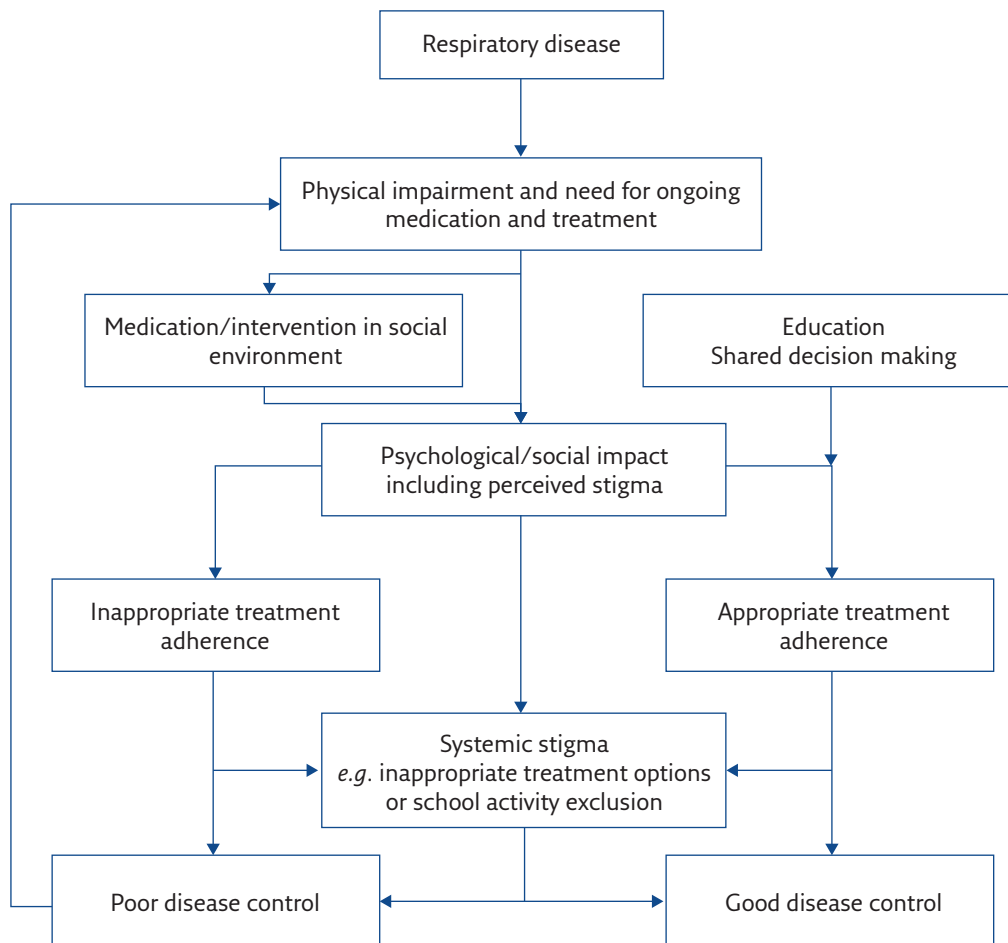 Respiratory disease
Physical impairment and need for ongoing
medication and treatment
Medication/intervention in social
environment
Education
Shared decision making
Psychological/social impact
including perceived stigma
Inappropriate treatment
adherence
Appropriate treatment
adherence
Systemic stigma
e.g. inappropriate treatment options
or school activity exclusion
Poor disease control
Good disease control